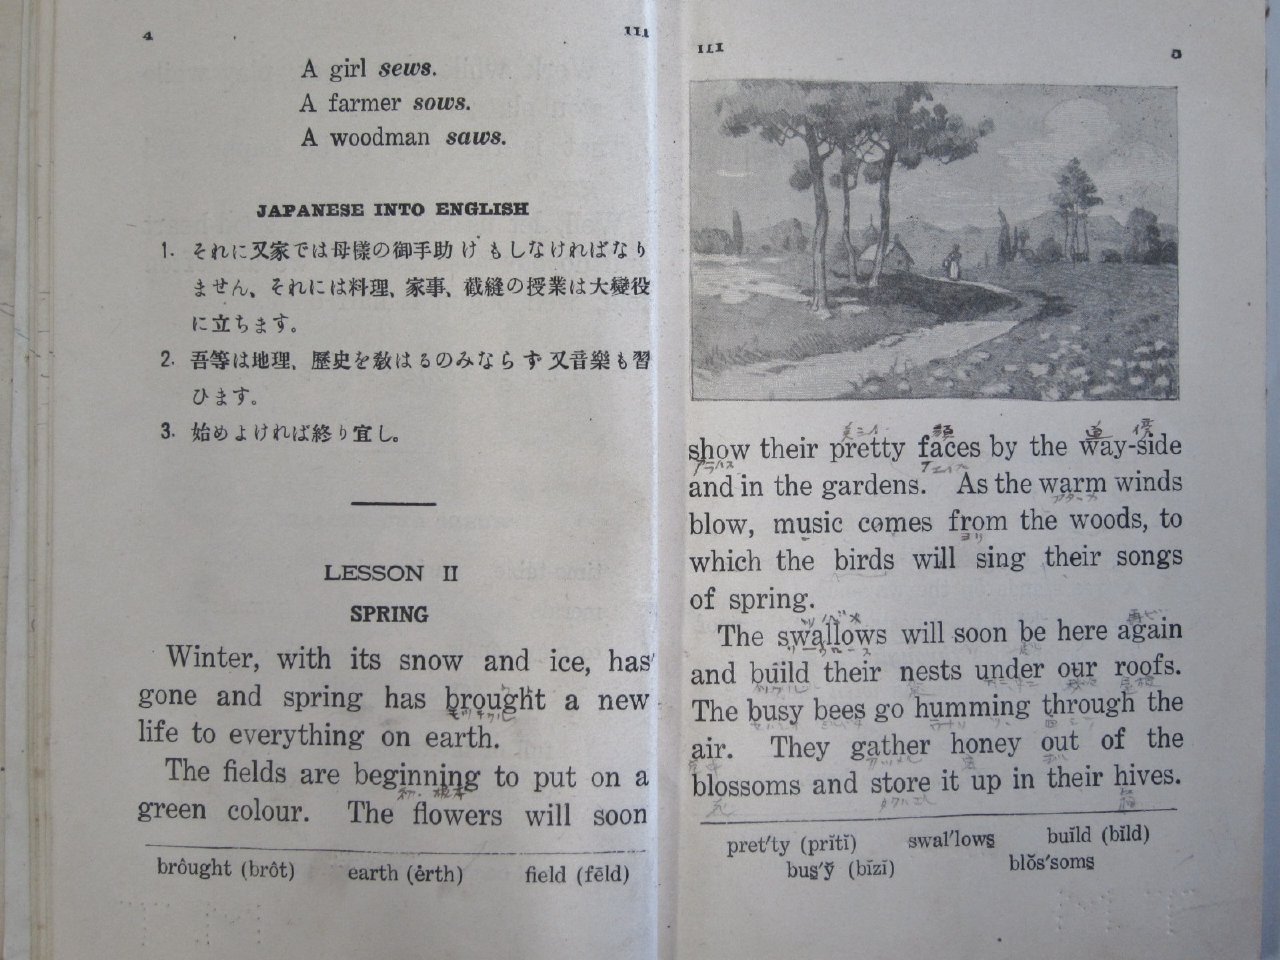 4 III
A girl sews.
A farmer sows.
A woodman saws.
JAPANESE INTO ENGLISH
1. それに又家では母樣の御手助けもしなければなり
ません、それには料理、家事、裁縫の授業は大變役
に立ちます。
2. 吾等は地理、歷史を敎はるのみならず又音樂も習
ひます。
3. 始めよければ終り宜し。
LESSON II
SPRING
Winter, with its snow and ice, has
gone and spring has brought a new
life to everything on earth.
The fields are beginning to put on a
green colour. The flowers will soon
brôught (brôt) earth (ėrth) field (fēld)
III 5
show their pretty faces by the way-side
and in the gardens. As the warm winds
blow, music comes from the woods, to
which the birds will sing their songs
of spring.
The swallows will soon be here again
and build their nests under our roofs.
The busy bees go humming through the
air. They gather honey out of the
blossoms and store it up in their hives.
pret'ty (prĭtĭ) swal'lows̱ buĭld (bĭld)
bus̱'y̆ (bĭzĭ) blŏs'soms̱